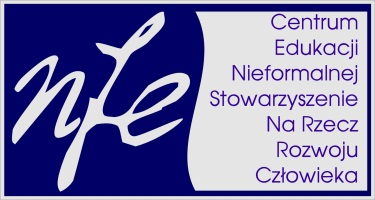 nfe
Centrum
Edukacji
Nieformalnej
Stowarzyszenie
Na Rzecz
Rozwoju
Człowieka